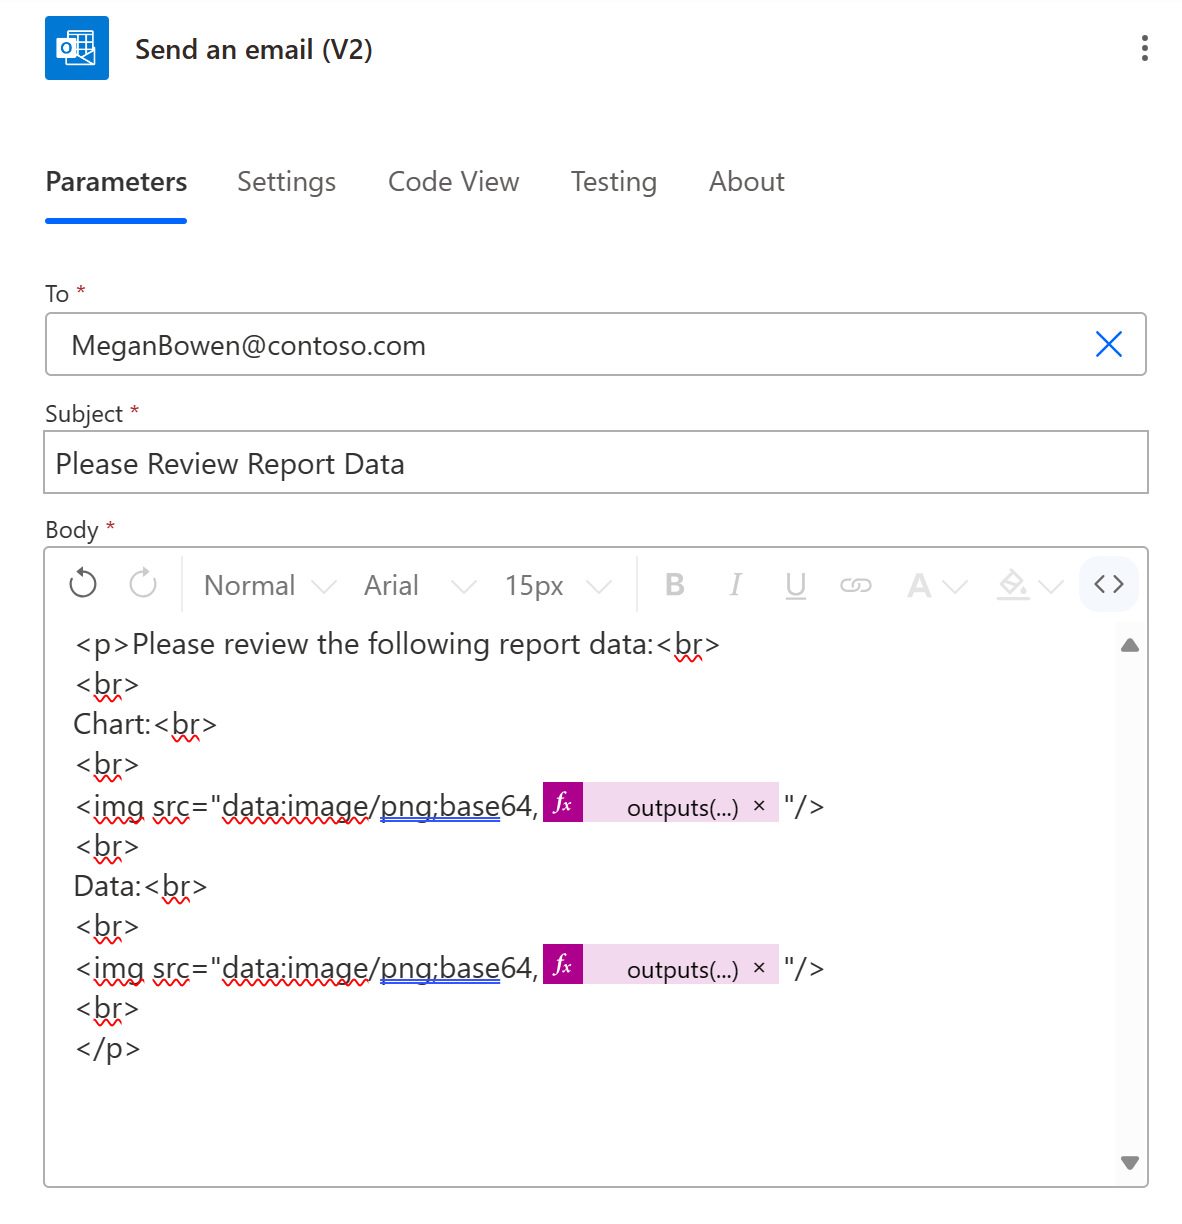 Send an email (V2)
Parameters Settings Code View Testing About
To *
MeganBowen@contoso.com
Subject *
Please Review Report Data
Body *
Normal Arial 15px B I U A <>
<p>Please review the following report data:<br>
<br>
Chart:<br>
<br>
<img src="data:image/png;base64, fx outputs(...) × "/>
<br>
Data:<br>
<br>
<img src="data:image/png;base64, fx outputs(...) × "/>
<br>
</p>